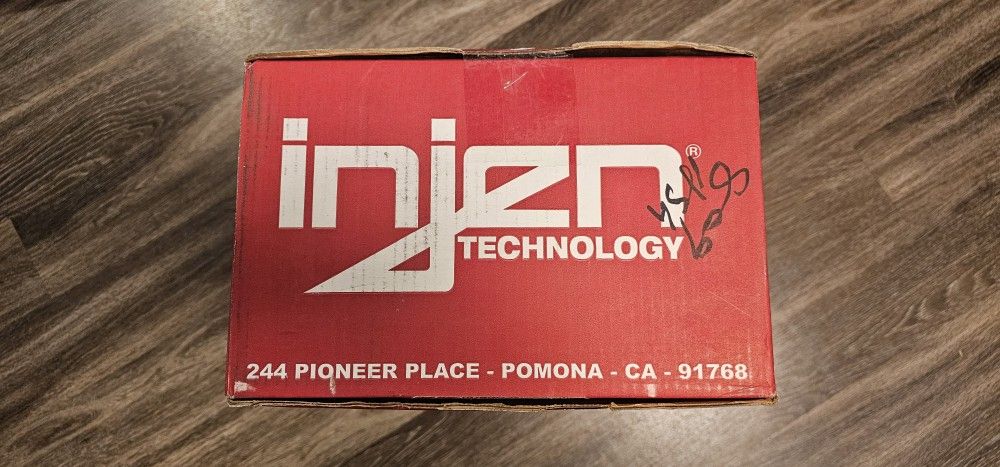 injen®
TECHNOLOGY
244 PIONEER PLACE - POMONA - CA - 91768